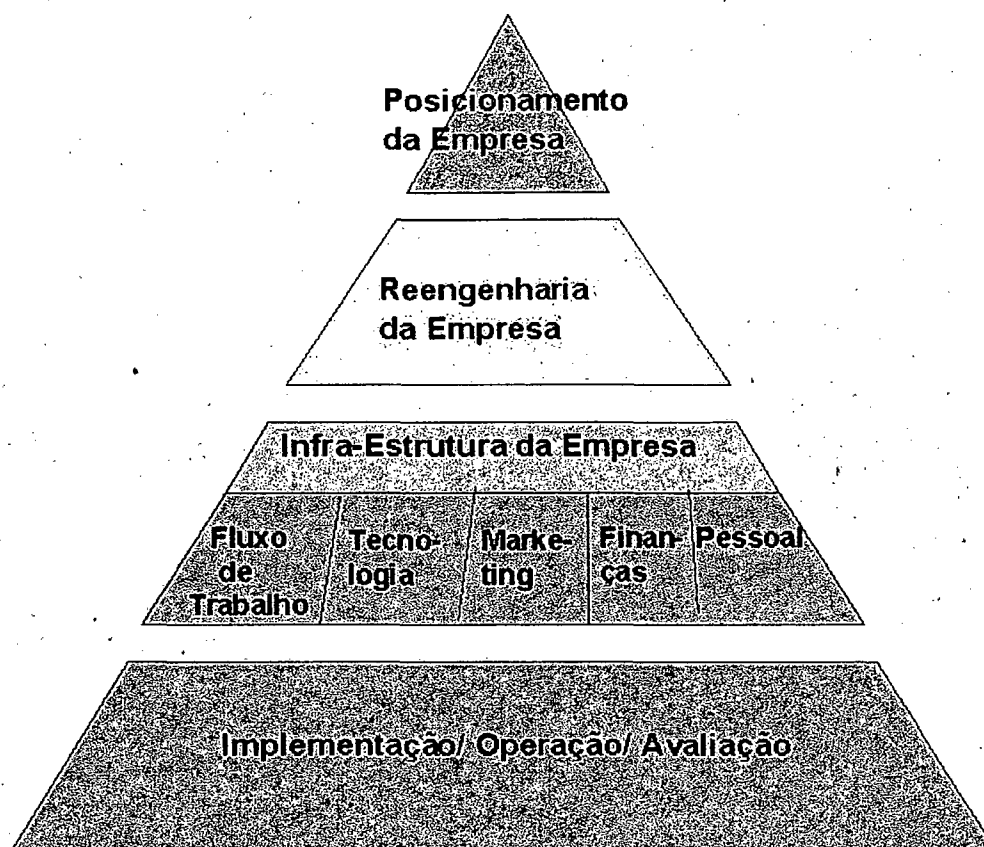 Posicionamento
da Empresa
Reengenharia
da Empresa
Infra-Estrutura da Empresa
Fluxo
de
Trabalho
Tecno-
logia
Marke-
ting
Finan-
ças
Pessoal
Implementação/ Operação/ Avaliação